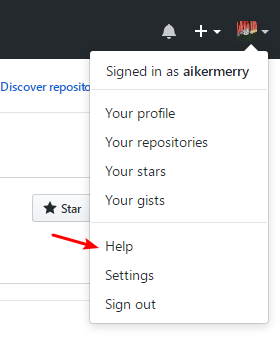 Signed in as aikermerry
Discover reposito
Your profile
Your repositories
Your stars
Your gists
Star
Help
Settings
Sign out